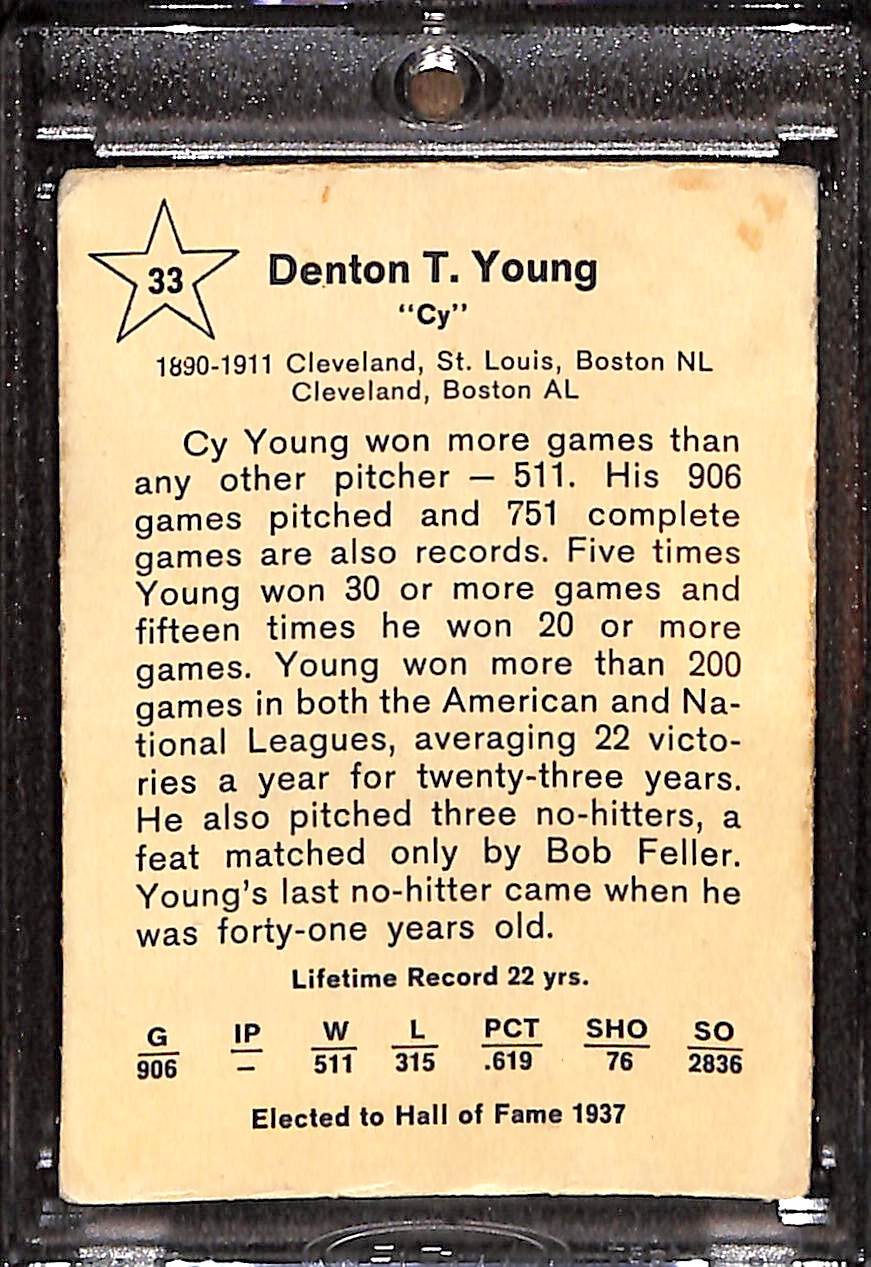 33
Denton T. Young
"Cy"
1890-1911 Cleveland, St. Louis, Boston NL
Cleveland, Boston AL
Cy Young won more games than
any other pitcher — 511. His 906
games pitched and 751 complete
games are also records. Five times
Young won 30 or more games and
fifteen times he won 20 or more
games. Young won more than 200
games in both the American and Na-
tional Leagues, averaging 22 victo-
ries a year for twenty-three years.
He also pitched three no-hitters, a
feat matched only by Bob Feller.
Young's last no-hitter came when he
was forty-one years old.
Lifetime Record 22 yrs.
G IP W L PCT SHO SO
906 — 511 315 .619 76 2836
Elected to Hall of Fame 1937